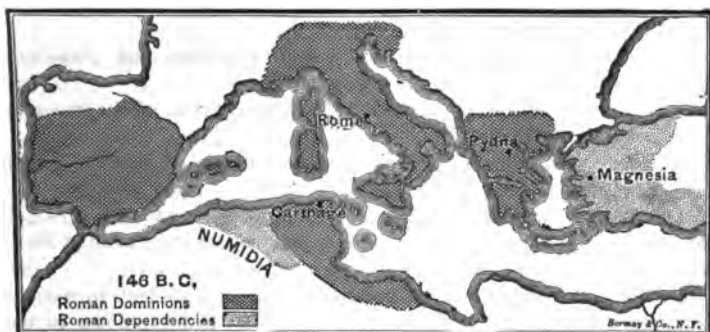 Rome
Pydna
Magnesia
Carthage
NUMIDIA
146 B. C,
Roman Dominions
Roman Dependencies
Bormay & Co., N.Y.